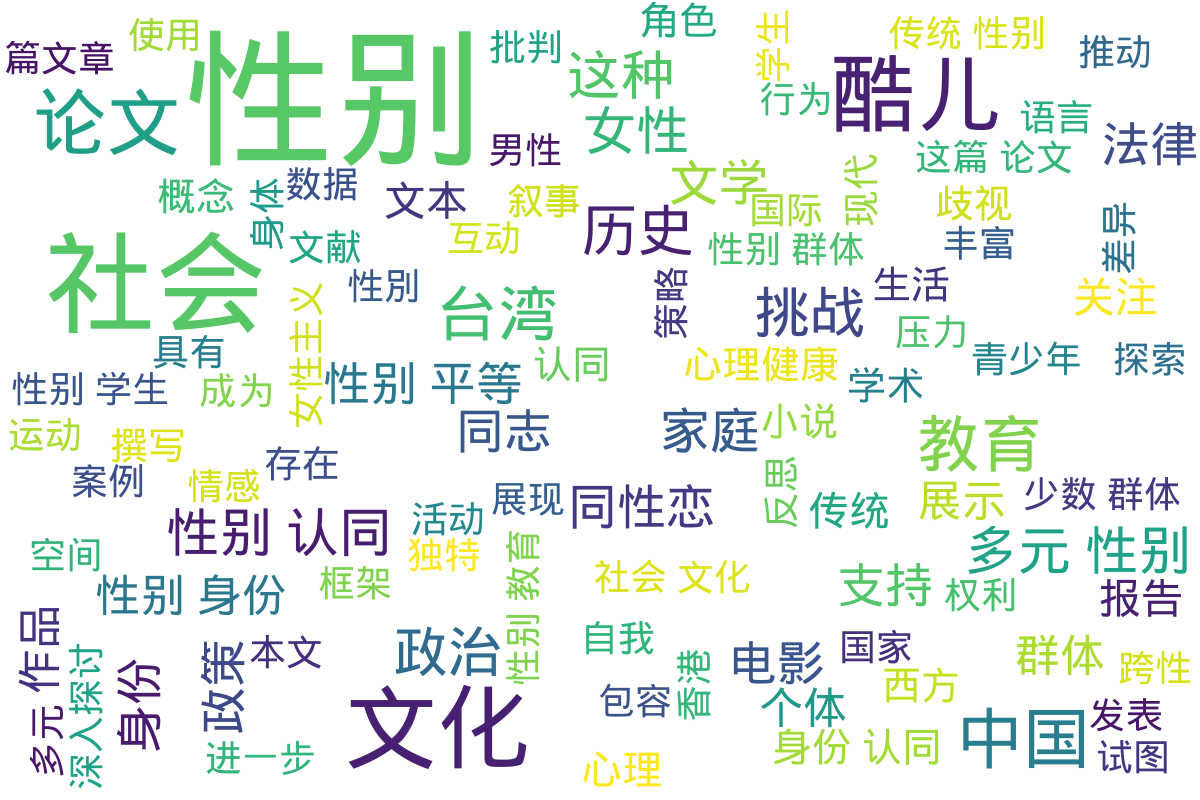 使用
角色
学生
传统 性别
篇文章
性别
批判
这种
酷儿
推动
论文
女性
行为
语言
法律
男性
这篇 论文
概念
身体
数据
文本
叙事
文学
国际
现代
歧视
差异
文献
互动
历史
性别 群体
丰富
社会
性别
女性主义
台湾
策略
挑战
生活
关注
具有
压力
性别 学生
成为
性别 平等
认同
心理健康
学术
青少年
探索
运动
撰写
同志
家庭
小说
教育
案例
情感
存在
展现
同性恋
反思
传统
展示
少数 群体
性别 认同
活动
独特
性别 教育
多元 性别
空间
性别 身份
框架
社会 文化
支持
权利
报告
多元 作品
深入探讨
身份
政策
本文
政治
自我
香港
电影
国家
群体
跨性
西方
文化
包容
个体
中国
发表
进一步
心理
身份 认同
试图